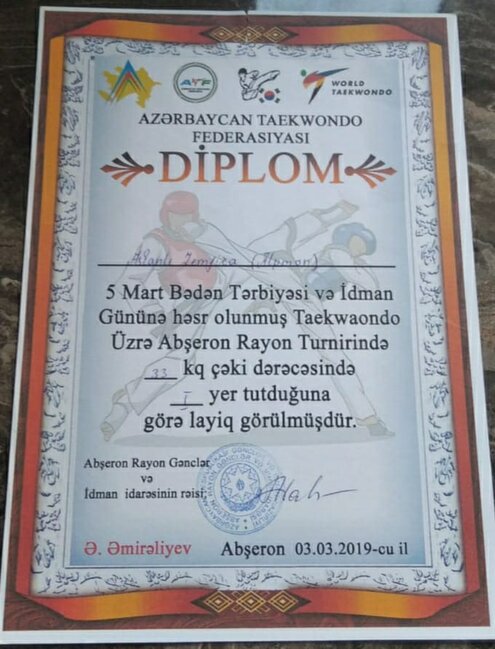 ATF
WORLD
TAEKWONDO
AZƏRBAYCAN TAEKWONDO
FEDERASIYASI
DİPLOM
5 Mart Bədən Tərbiyəsi və İdman
Gününə həsr olunmuş Taekwaondo
Üzrə Abşeron Rayon Turnirində
33 kq çəki dərəcəsində
I yer tutduğuna
görə layiq görülmüşdür.
Abşeron Rayon Gənclər
və
İdman idarəsinin rəisi,
Ə. Əmirəliyev Abşeron 03.03.2019-cu il